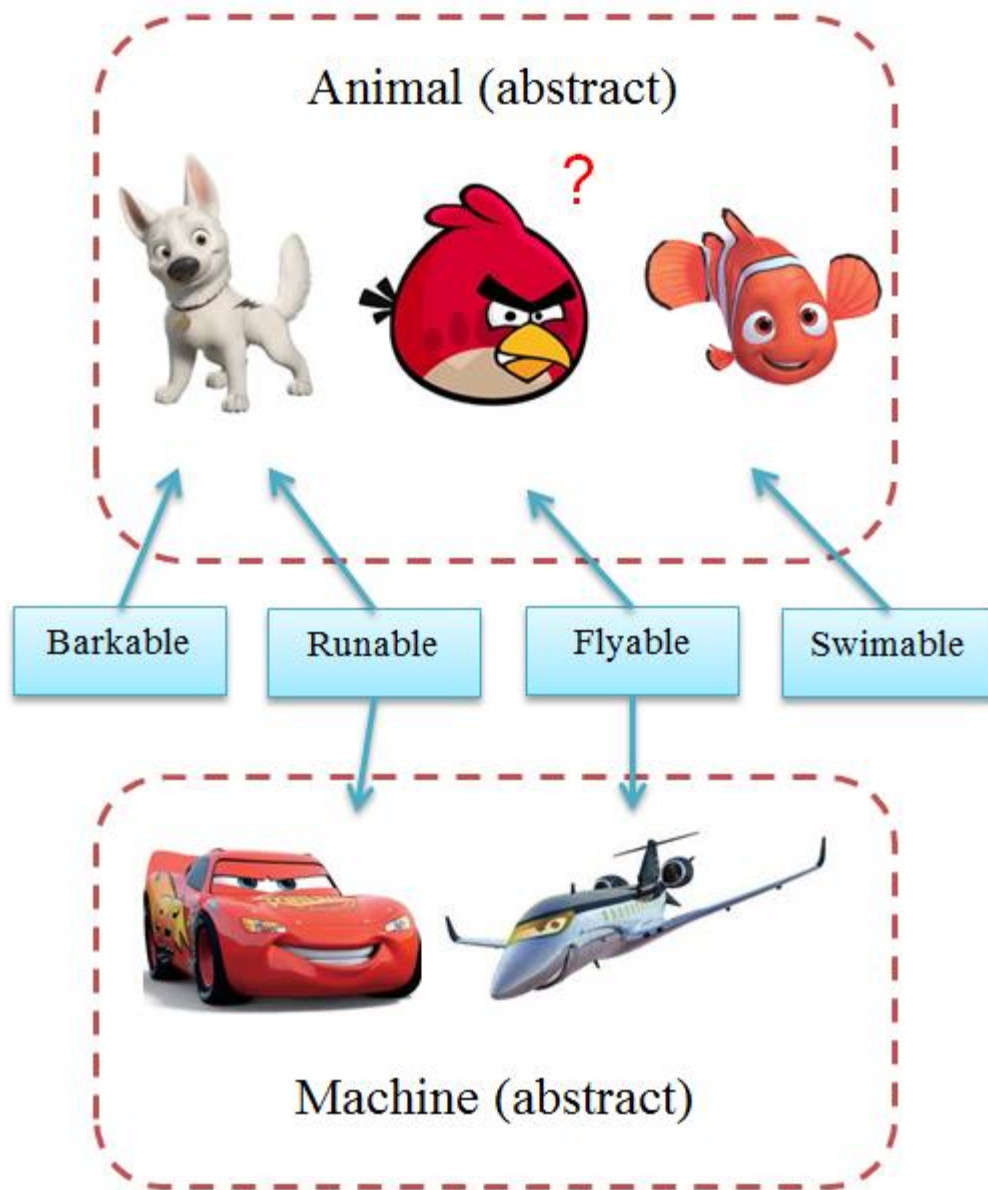 Animal (abstract)
?
Barkable
Runable
Flyable
Swimable
Machine (abstract)